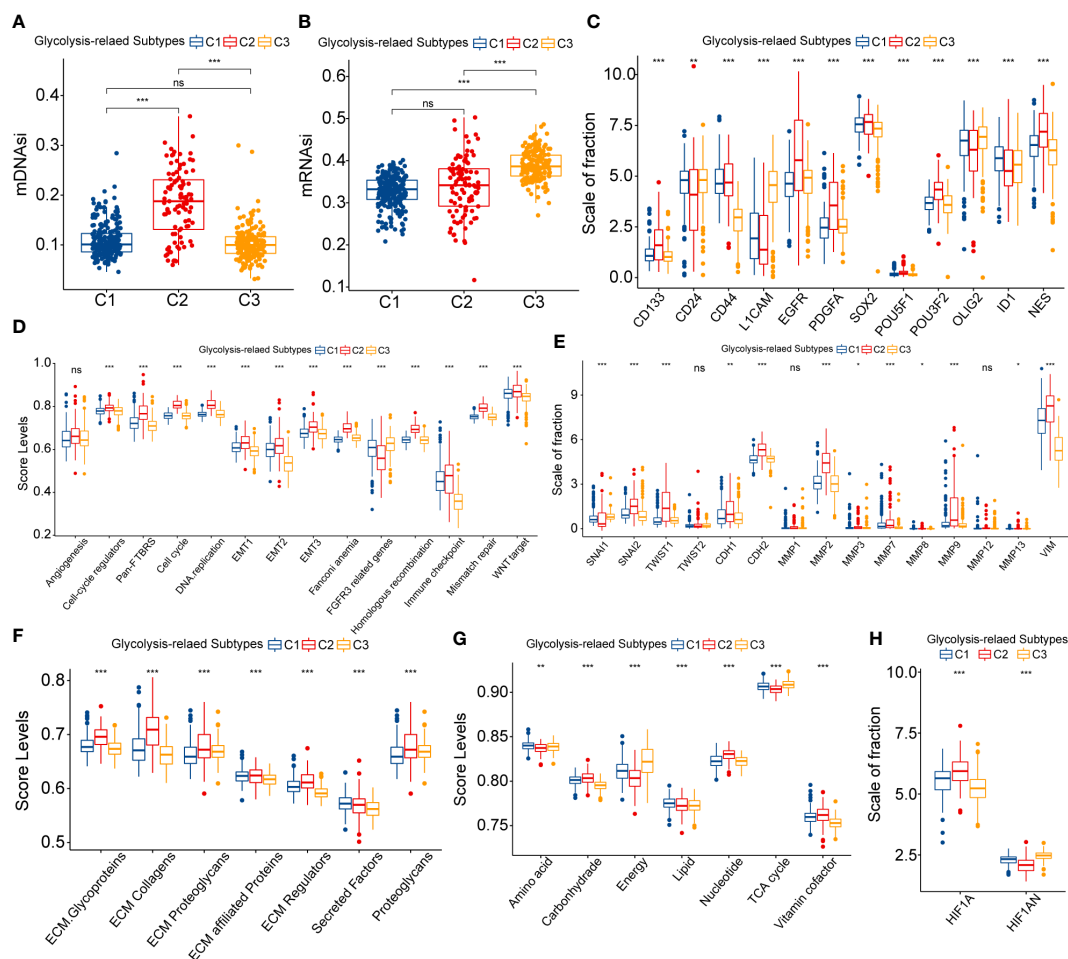 A
Glycolysis-relaed Subtypes C1 C2 C3
***
ns
***
mDNAsi
0.4
0.3
0.2
0.1
C1 C2 C3
B
Glycolysis-relaed Subtypes C1 C2 C3
***
***
ns
mRNAsi
0.5
0.4
0.3
0.2
0.1
C1 C2 C3
C
Glycolysis-relaed Subtypes C1 C2 C3
*** ** *** *** *** *** *** *** *** *** *** ***
Scale of fraction
10.0
7.5
5.0
2.5
0.0
CD133 CD24 CD44 L1CAM EGFR PDGFA SOX2 POU5F1 POU3F2 OLIG2 ID1 NES
D
Glycolysis-relaed Subtypes C1 C2 C3
ns *** *** *** *** *** *** *** *** *** *** *** *** ***
Score Levels
1.0
0.8
0.6
0.4
0.2
Angiogenesis
Cell-cycle regulators
Pan-FTBRS
Cell cycle
DNA.replication
EMT1
EMT2
EMT3
Fanconi anemia
FGFR3 related genes
Homologous recombination
Immune checkpoint
Mismatch repair
WNT target
E
Glycolysis-relaed Subtypes C1 C2 C3
*** *** *** ns ** *** ns *** * *** * *** ns * ***
Scale of fraction
9
6
3
0
SNAI1 SNAI2 TWIST1 TWIST2 CDH1 CDH2 MMP1 MMP2 MMP3 MMP7 MMP8 MMP9 MMP12 MMP13 VIM
F
Glycolysis-relaed Subtypes C1 C2 C3
*** *** *** *** *** *** ***
Score Levels
0.8
0.7
0.6
0.5
ECM.Glycoproteins
ECM Collagens
ECM Proteoglycans
ECM affiliated Proteins
ECM Regulators
Secreted Factors
Proteoglycans
G
Glycolysis-relaed Subtypes C1 C2 C3
** *** *** *** *** *** ***
Score Levels
0.90
0.85
0.80
0.75
Amino acid
Carbonhydrade
Energy
Lipid
Nucleotide
TCA cycle
Vitamin cofactor
H
Glycolysis-relaed Subtypes
C1 C2 C3
*** ***
Scale of fraction
10.0
7.5
5.0
2.5
HIF1A HIF1AN